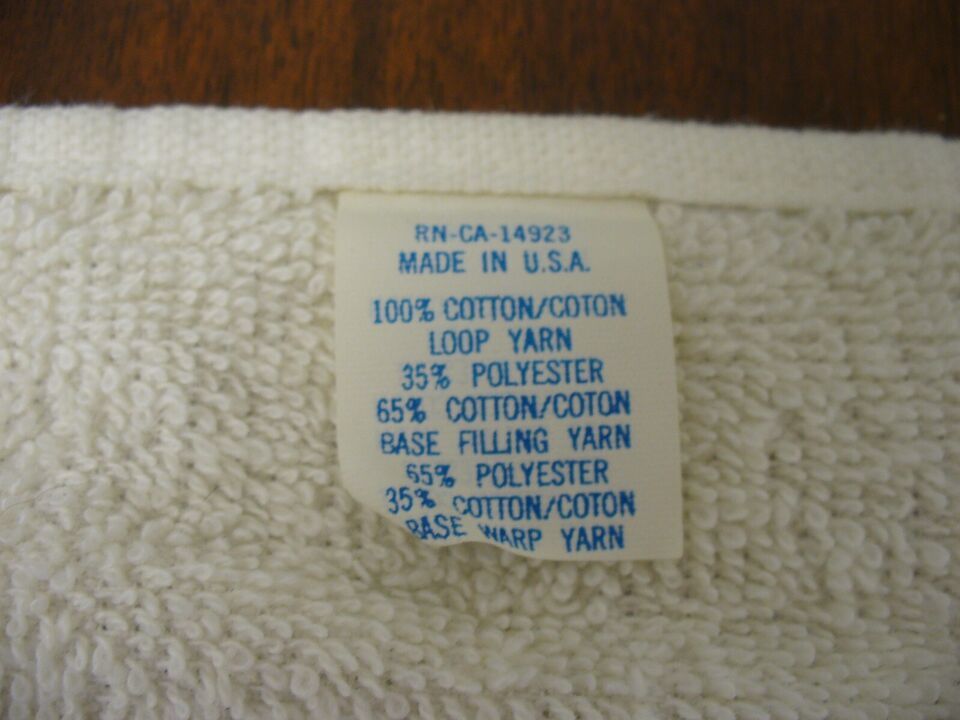 RN-CA-14923
MADE IN U.S.A.
100% COTTON/COTON
LOOP YARN
35% POLYESTER
65% COTTON/COTON
BASE FILLING YARN
65% POLYESTER
35% COTTON/COTON
BASE WARP YARN